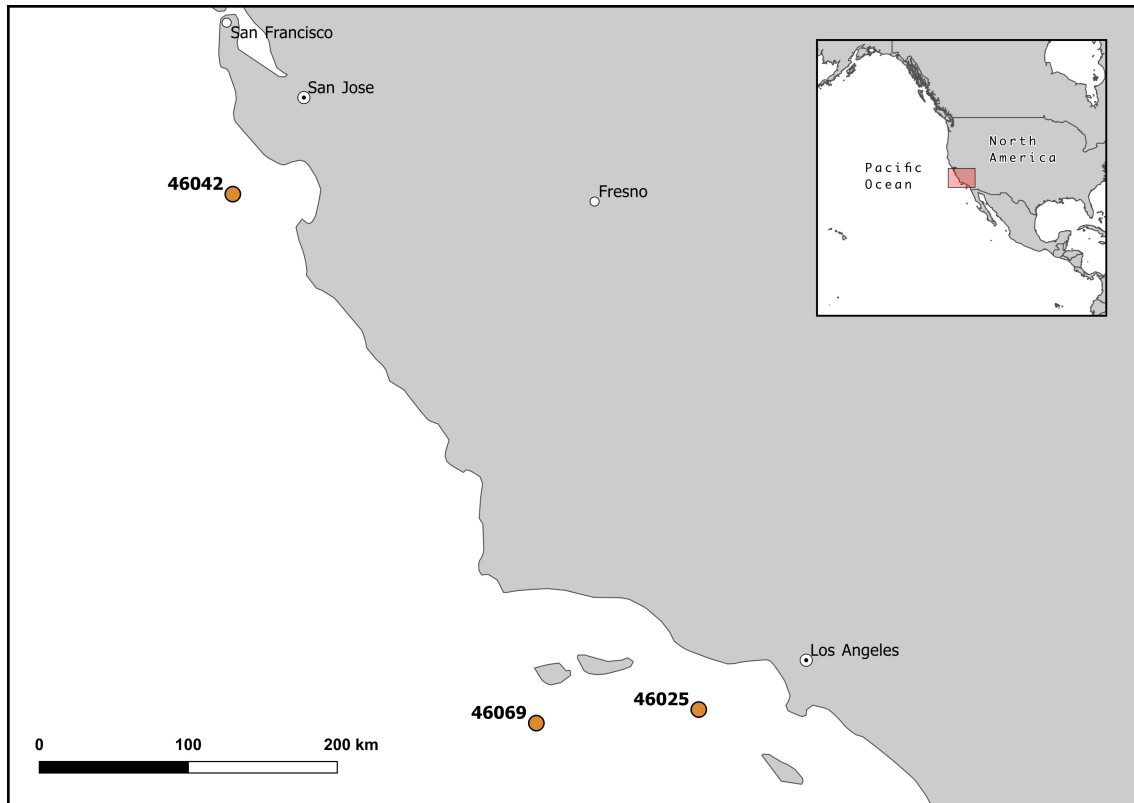 San Francisco
San Jose
46042
Fresno
North
America
Pacific
Ocean
Los Angeles
46025
46069
0 100 200 km